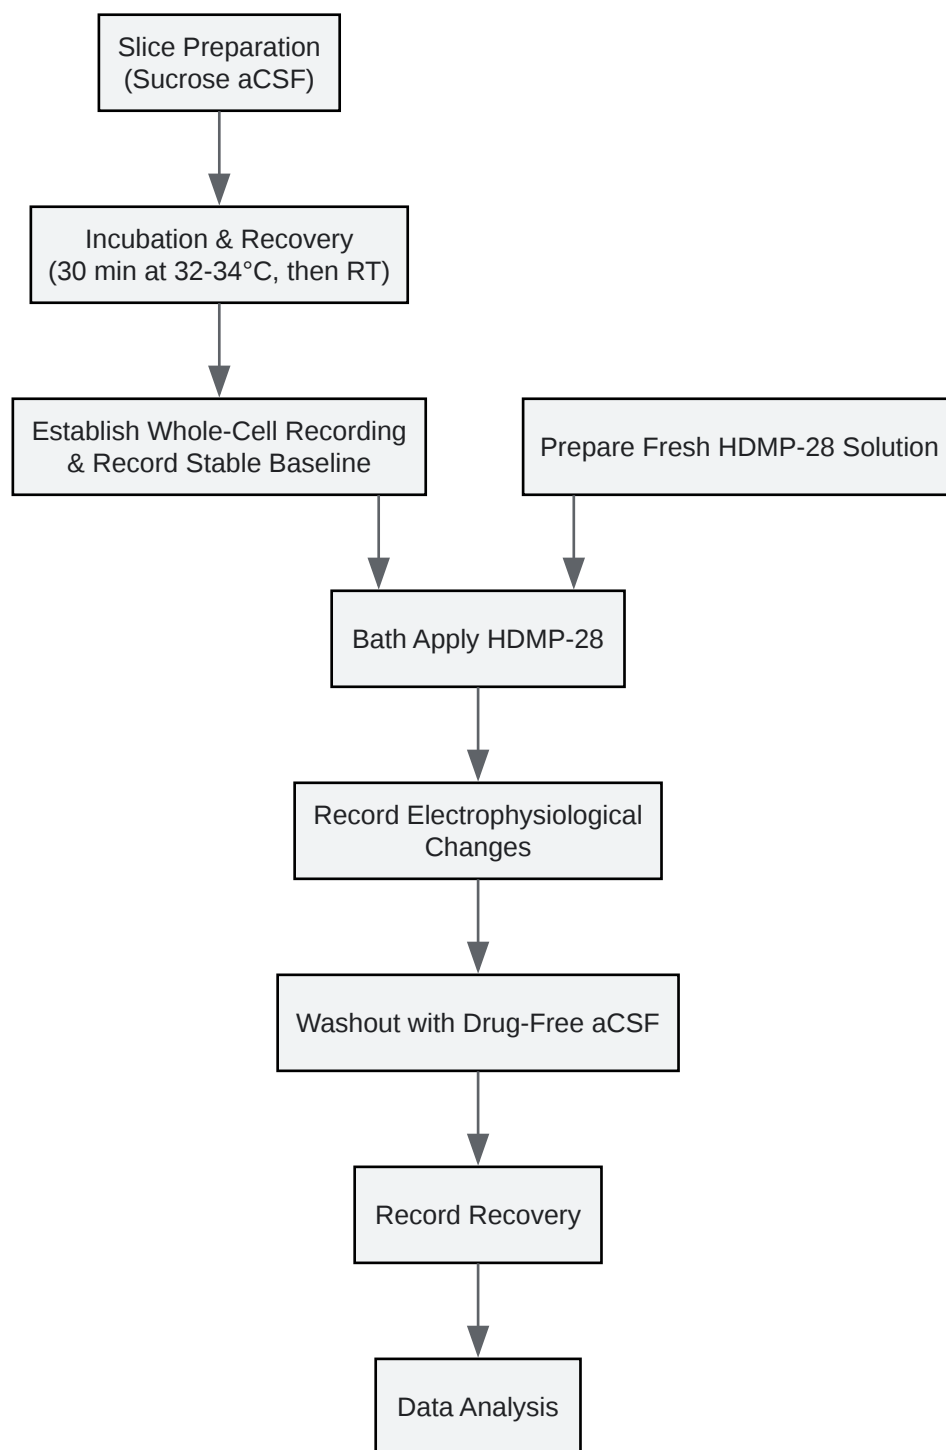 Slice Preparation
(Sucrose aCSF)
Incubation & Recovery
(30 min at 32-34°C, then RT)
Establish Whole-Cell Recording
& Record Stable Baseline
Prepare Fresh HDMP-28 Solution
Bath Apply HDMP-28
Record Electrophysiological
Changes
Washout with Drug-Free aCSF
Record Recovery
Data Analysis